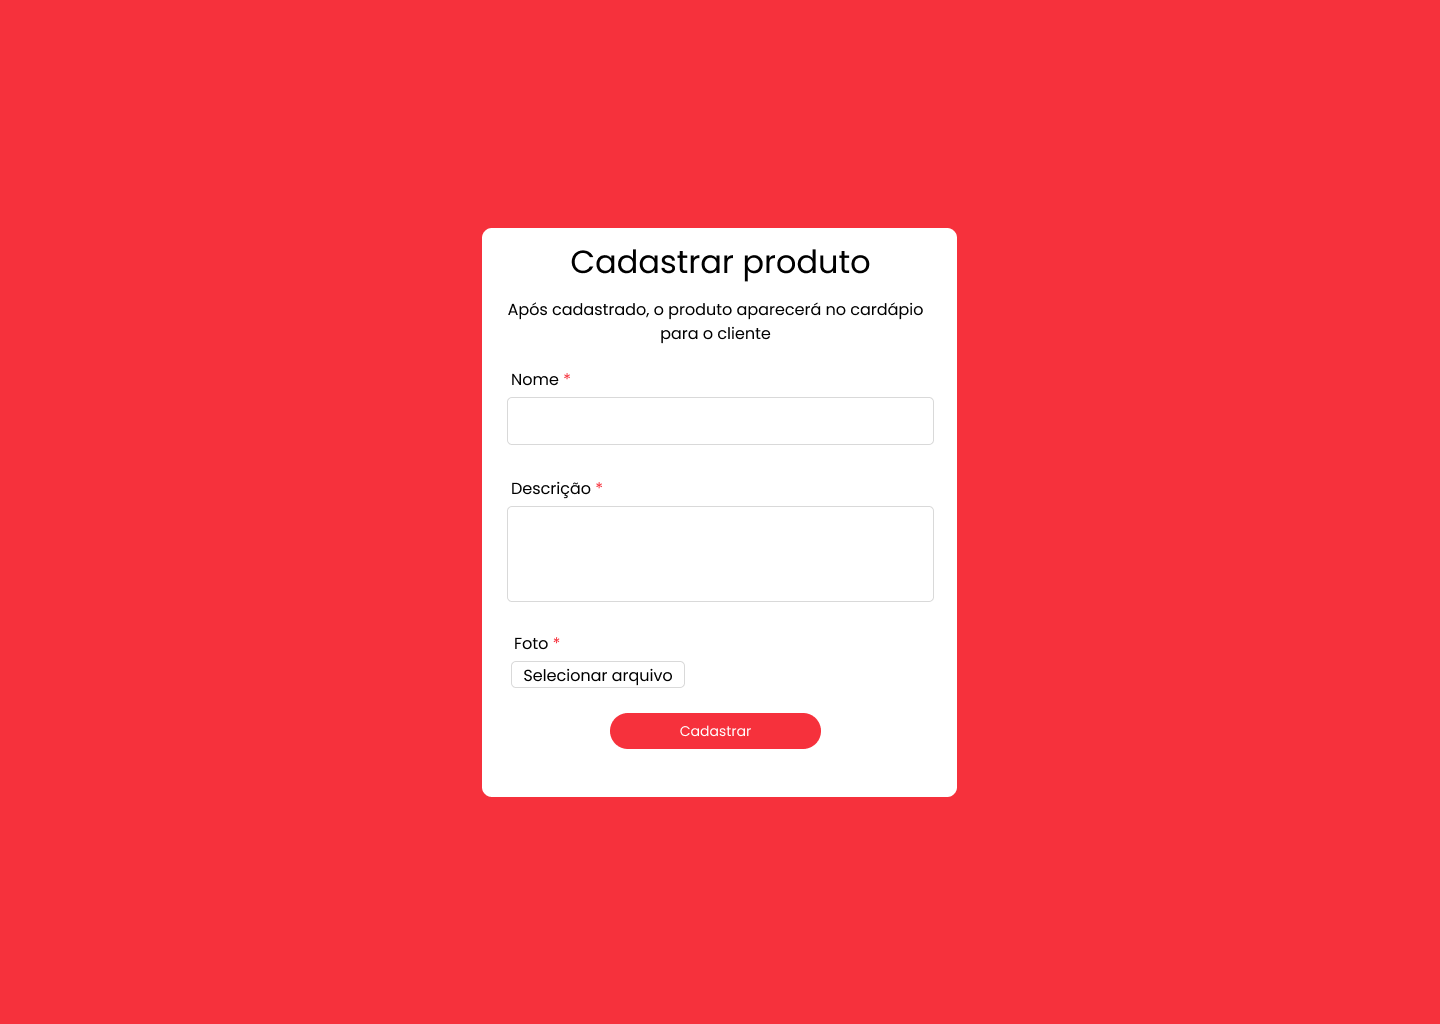 Cadastrar produto
Após cadastrado, o produto aparecerá no cardápio
para o cliente
Nome *
Descrição *
Foto *
Selecionar arquivo
Cadastrar